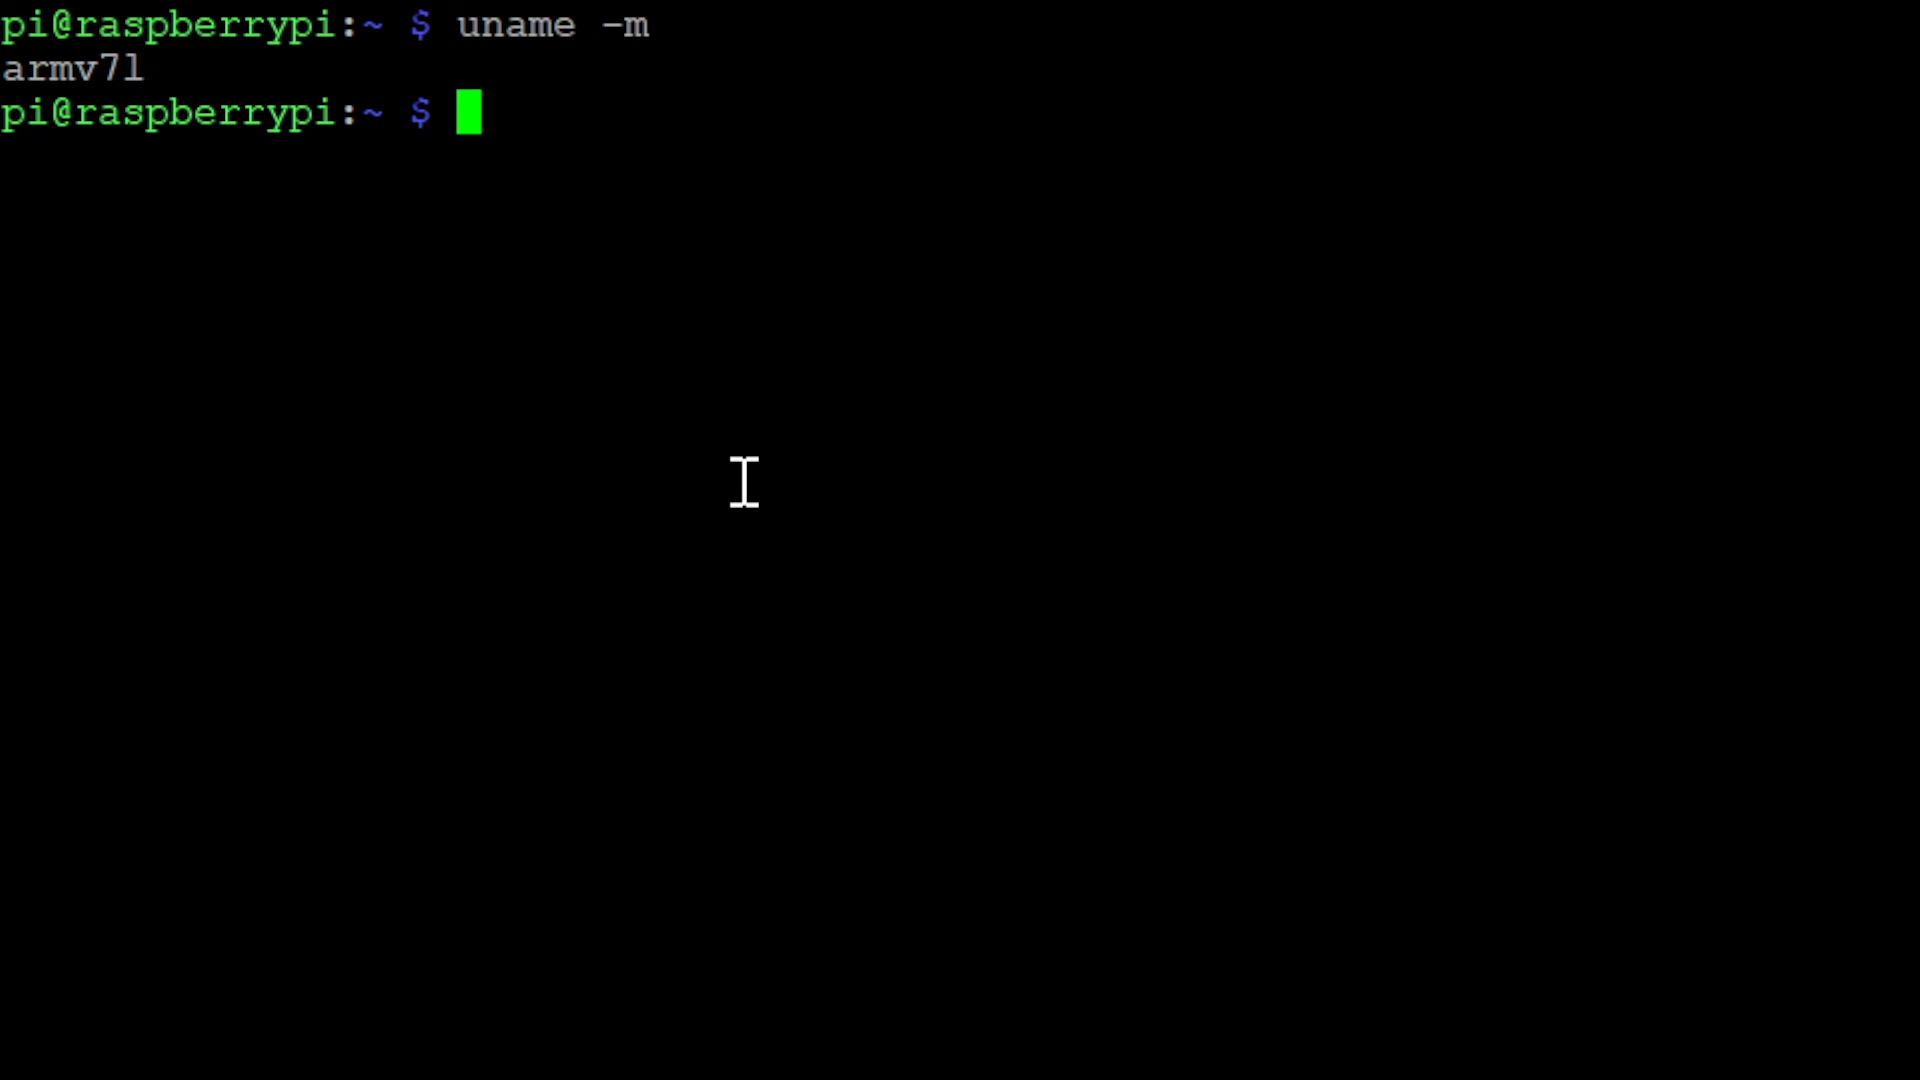 pi@raspberrypi:~ $ uname -m
armv7l
pi@raspberrypi:~ $